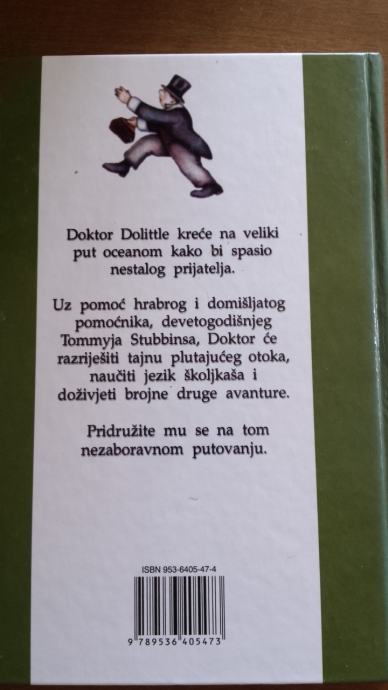 Doktor Dolittle kreće na veliki
put oceanom kako bi spasio
nestalog prijatelja.
Uz pomoć hrabrog i domišljatog
pomoćnika, devetogodišnjeg
Tommyja Stubbinsa, Doktor će
razriješiti tajnu plutajućeg otoka,
naučiti jezik školjkaša i
doživjeti brojne druge avanture.
Pridružite mu se na tom
nezaboravnom putovanju.
ISBN 953-6405-47-4
9 789536 405473